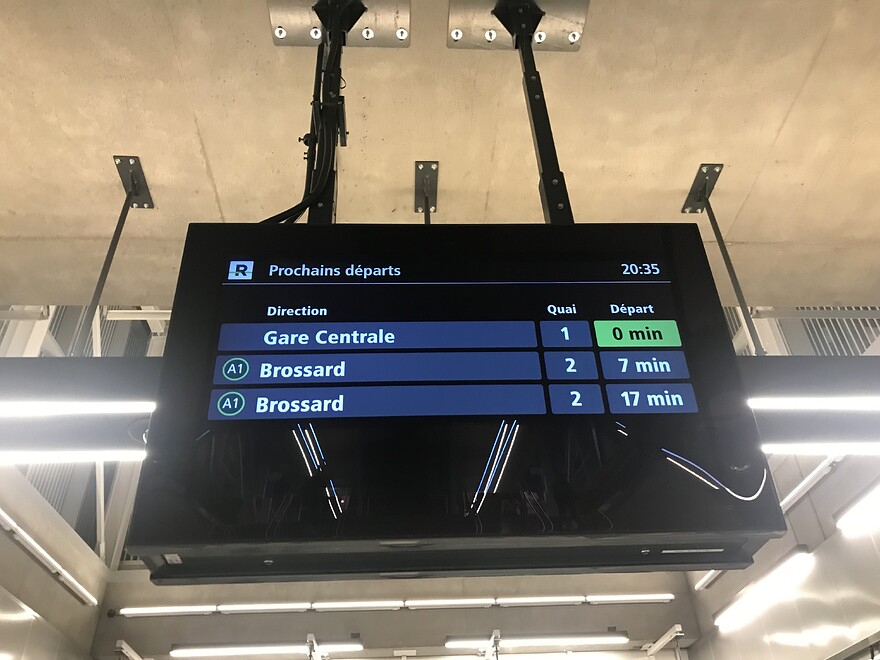 R Prochains départs 20:35
Direction Quai Départ
Gare Centrale 1 0 min
A1 Brossard 2 7 min
A1 Brossard 2 17 min